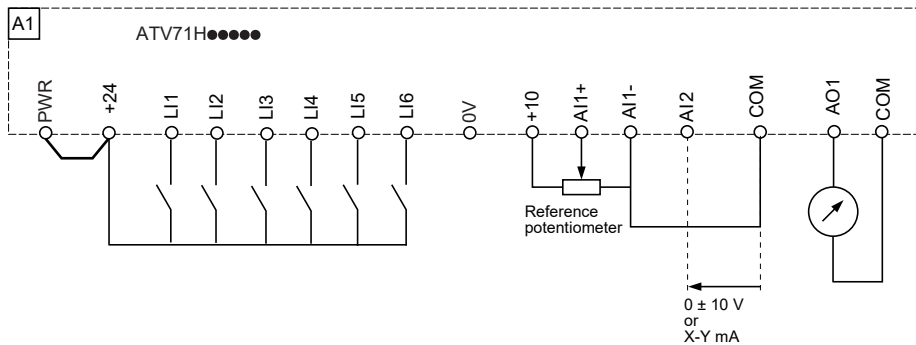 A1
ATV71H●●●●●
PWR
+24
LI1
LI2
LI3
LI4
LI5
LI6
0V
+10
AI1+
AI1-
AI2
COM
AO1
COM
Reference
potentiometer
0 ± 10 V
or
X-Y mA